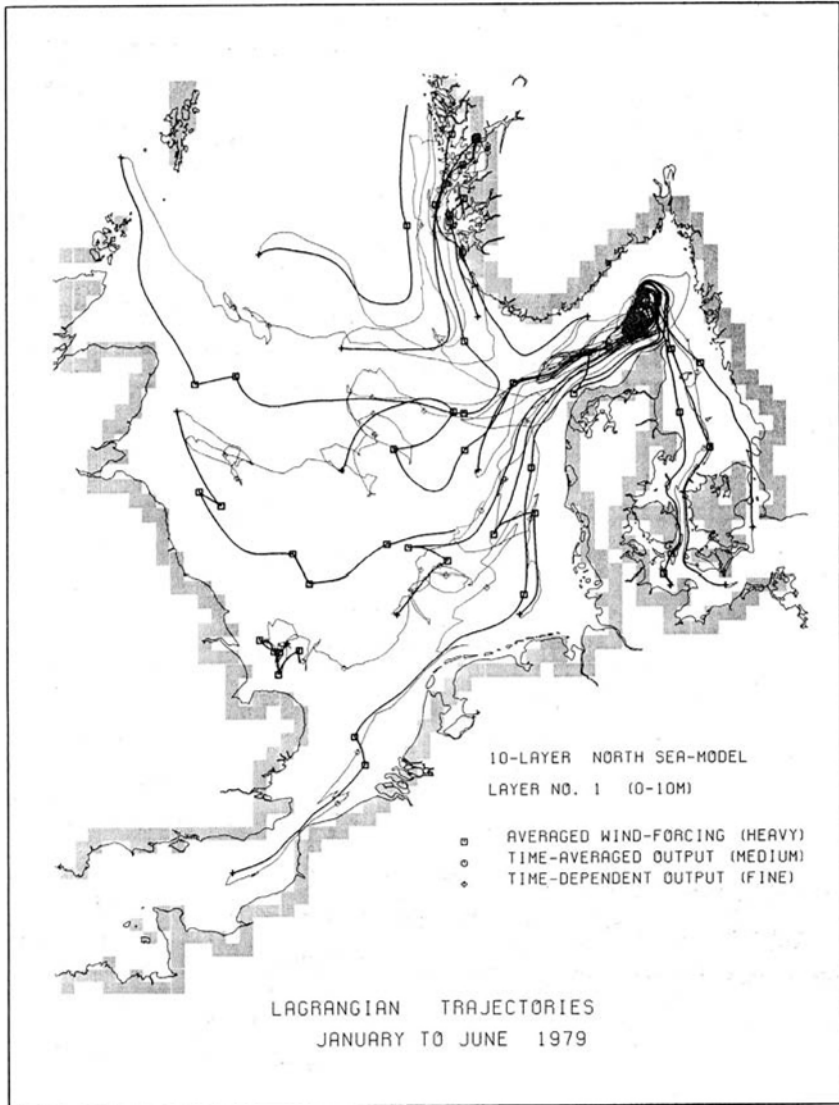 10-LAYER NORTH SEA-MODEL
LAYER NO. 1 (0-10M)
AVERAGED WIND-FORCING (HEAVY)
TIME-AVERAGED OUTPUT (MEDIUM)
TIME-DEPENDENT OUTPUT (FINE)
LAGRANGIAN TRAJECTORIES
JANUARY TO JUNE 1979